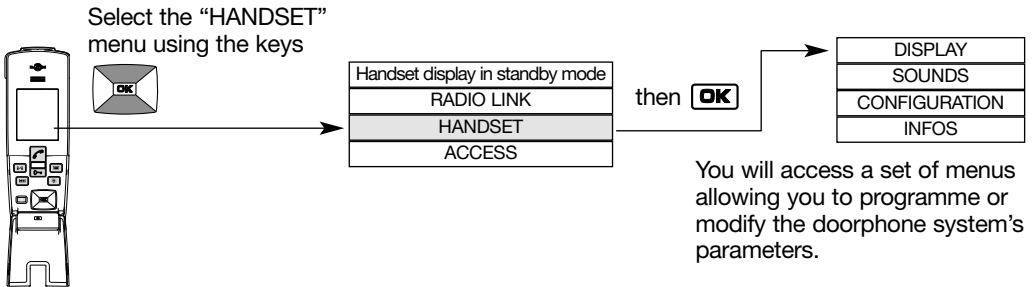 Select the “HANDSET”
menu using the keys
OK
Handset display in standby mode
RADIO LINK
HANDSET
ACCESS
then OK
DISPLAY
SOUNDS
CONFIGURATION
INFOS
You will access a set of menus
allowing you to programme or
modify the doorphone system’s
parameters.